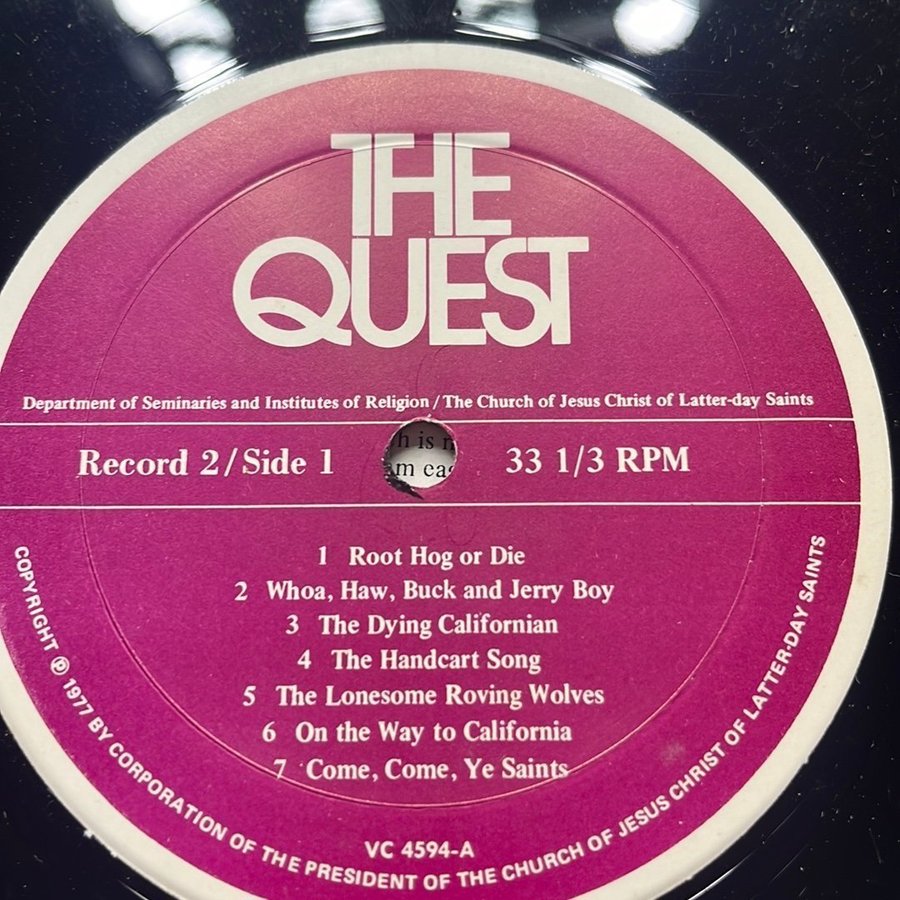 THE
QUEST
Department of Seminaries and Institutes of Religion / The Church of Jesus Christ of Latter-day Saints
Record 2/Side 1
h is
m ea
33 1/3 RPM
1 Root Hog or Die
2 Whoa, Haw, Buck and Jerry Boy
3 The Dying Californian
4 The Handcart Song
5 The Lonesome Roving Wolves
6 On the Way to California
7 Come, Come, Ye Saints
VC 4594-A
COPYRIGHT ℗ 1977 BY CORPORATION OF THE PRESIDENT OF THE CHURCH OF JESUS CHRIST OF LATTER-DAY SAINTS